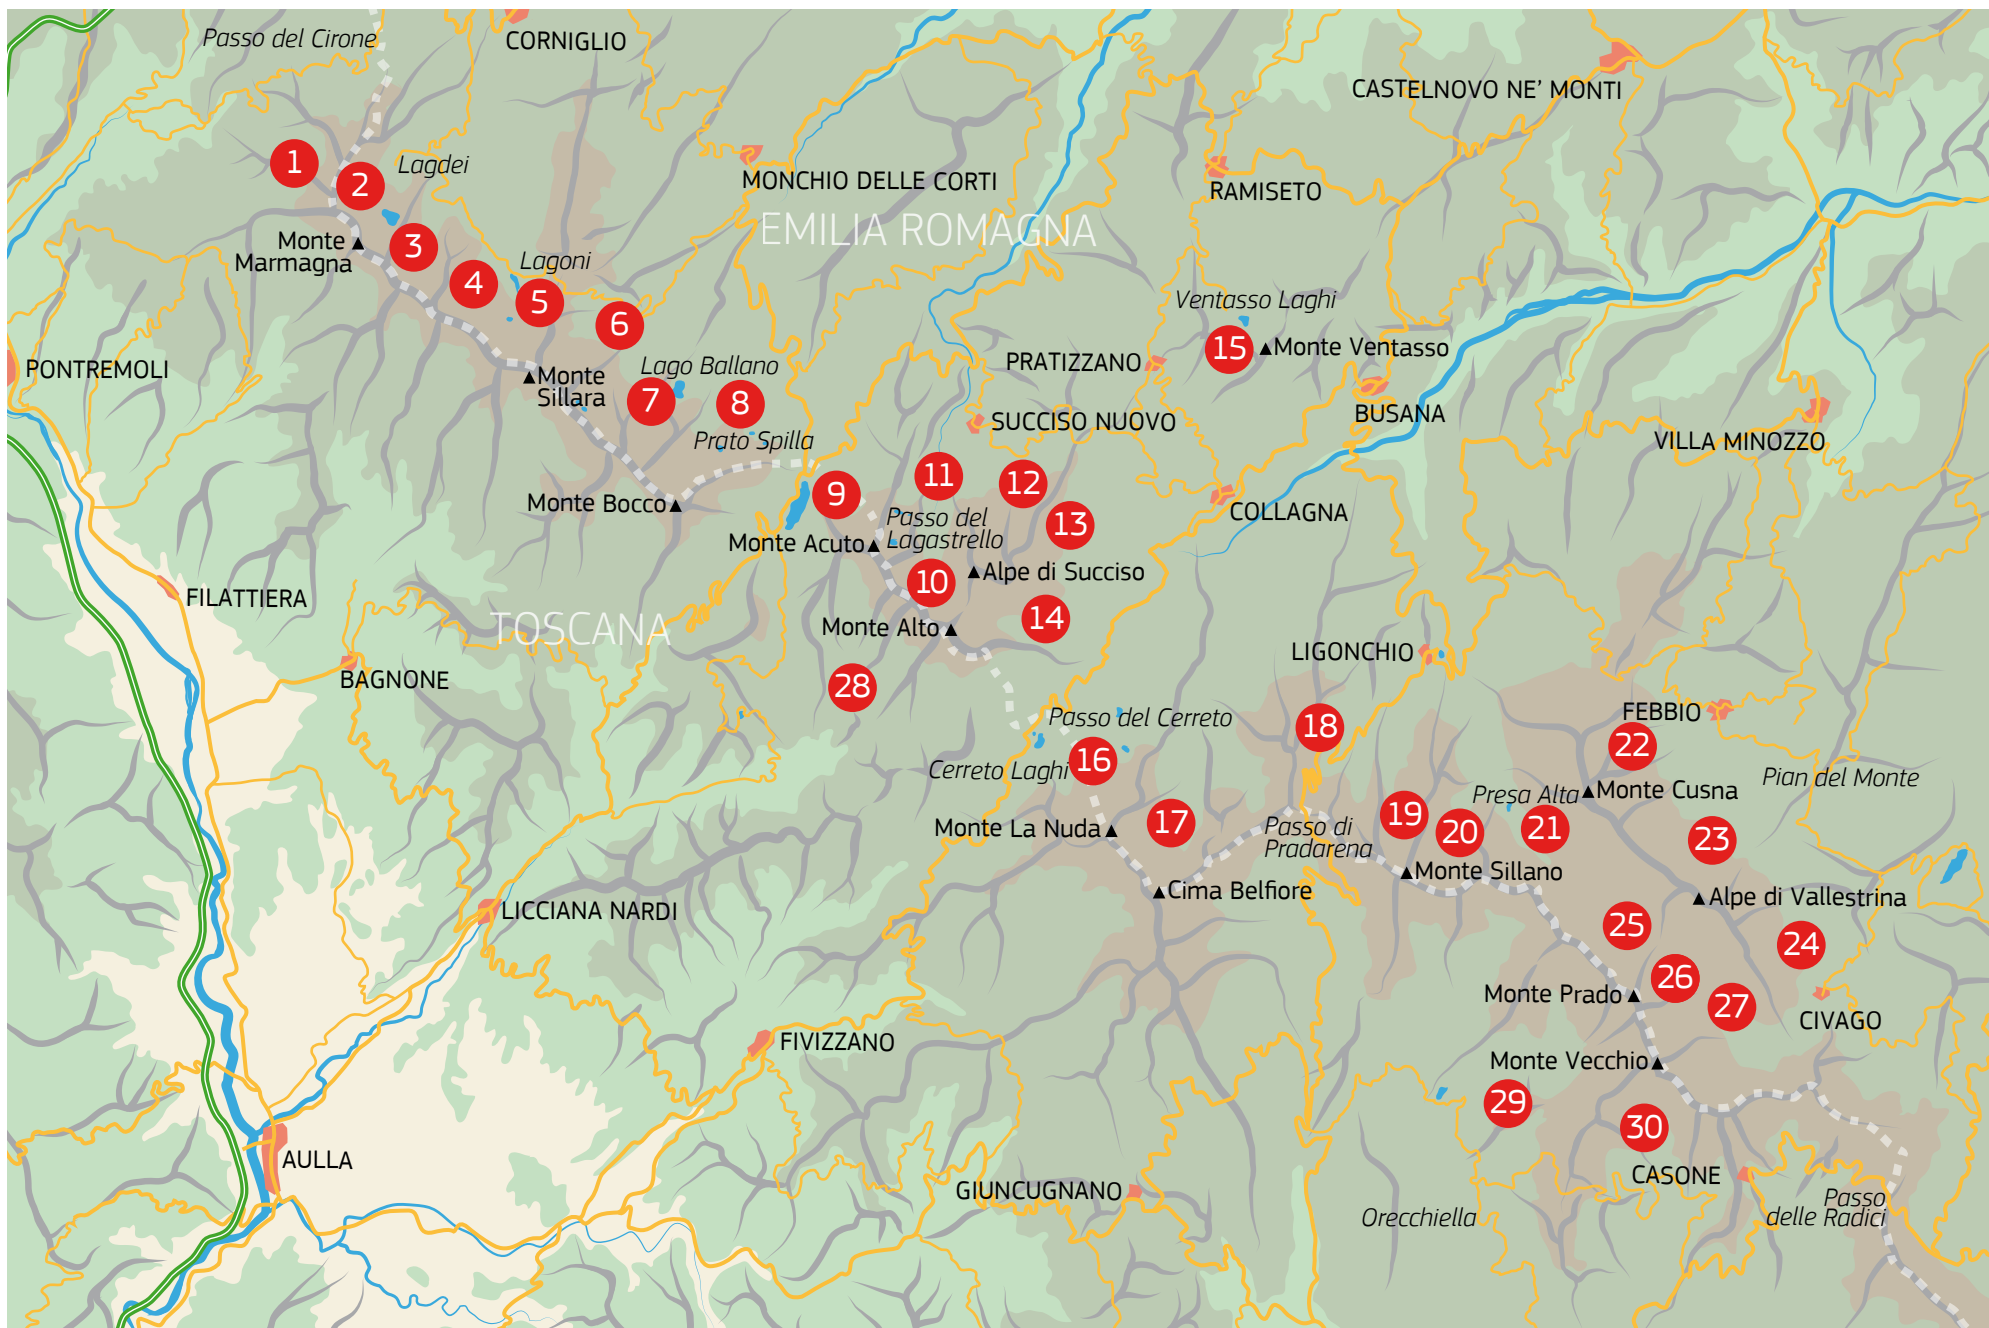 Passo del Cirone
CORNIGLIO
CASTELNOVO NE' MONTI
1
2
Lagdei
MONCHIO DELLE CORTI
RAMISETO
EMILIA ROMAGNA
Monte
Marmagna
3
4
Lagoni
5
6
Ventasso Laghi
15
Monte Ventasso
PONTREMOLI
Monte
Sillara
Lago Ballano
7
8
Prato Spilla
PRATIZZANO
BUSANA
SUCCISO NUOVO
VILLA MINOZZO
Monte Bocco
9
11
12
13
COLLAGNA
Passo del
Lagastrello
Monte Acuto
10
Alpe di Succiso
FILATTIERA
TOSCANA
Monte Alto
14
BAGNONE
28
LIGONCHIO
Passo del Cerreto
18
FEBBIO
22
Cerreto Laghi
16
Pian del Monte
Presa Alta
Monte Cusna
Monte La Nuda
17
Passo di
Pradarena
19
20
21
23
Monte Sillano
Cima Belfiore
Alpe di Vallestrina
LICCIANA NARDI
25
24
26
27
Monte Prado
CIVAGO
FIVIZZANO
Monte Vecchio
29
30
AULLA
CASONE
GIUNCUGNANO
Orecchiella
Passo
delle Radici